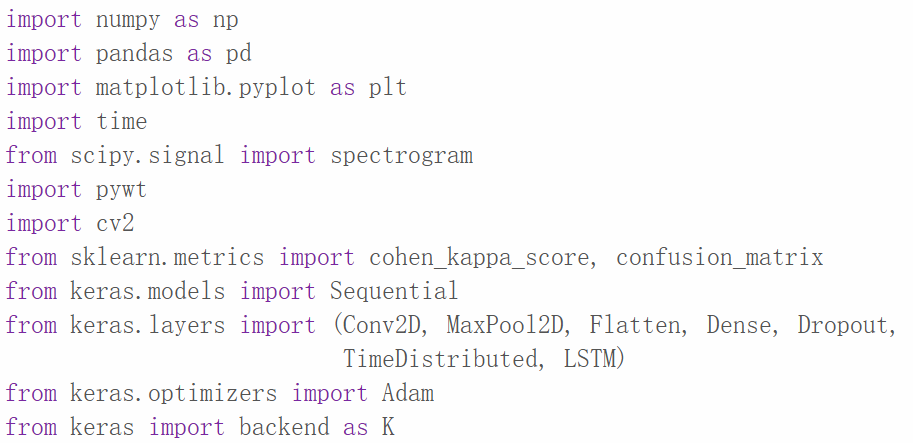 import numpy as np
import pandas as pd
import matplotlib.pyplot as plt
import time
from scipy.signal import spectrogram
import pywt
import cv2
from sklearn.metrics import cohen_kappa_score, confusion_matrix
from keras.models import Sequential
from keras.layers import (Conv2D, MaxPool2D, Flatten, Dense, Dropout,
                          TimeDistributed, LSTM)
from keras.optimizers import Adam
from keras import backend as K